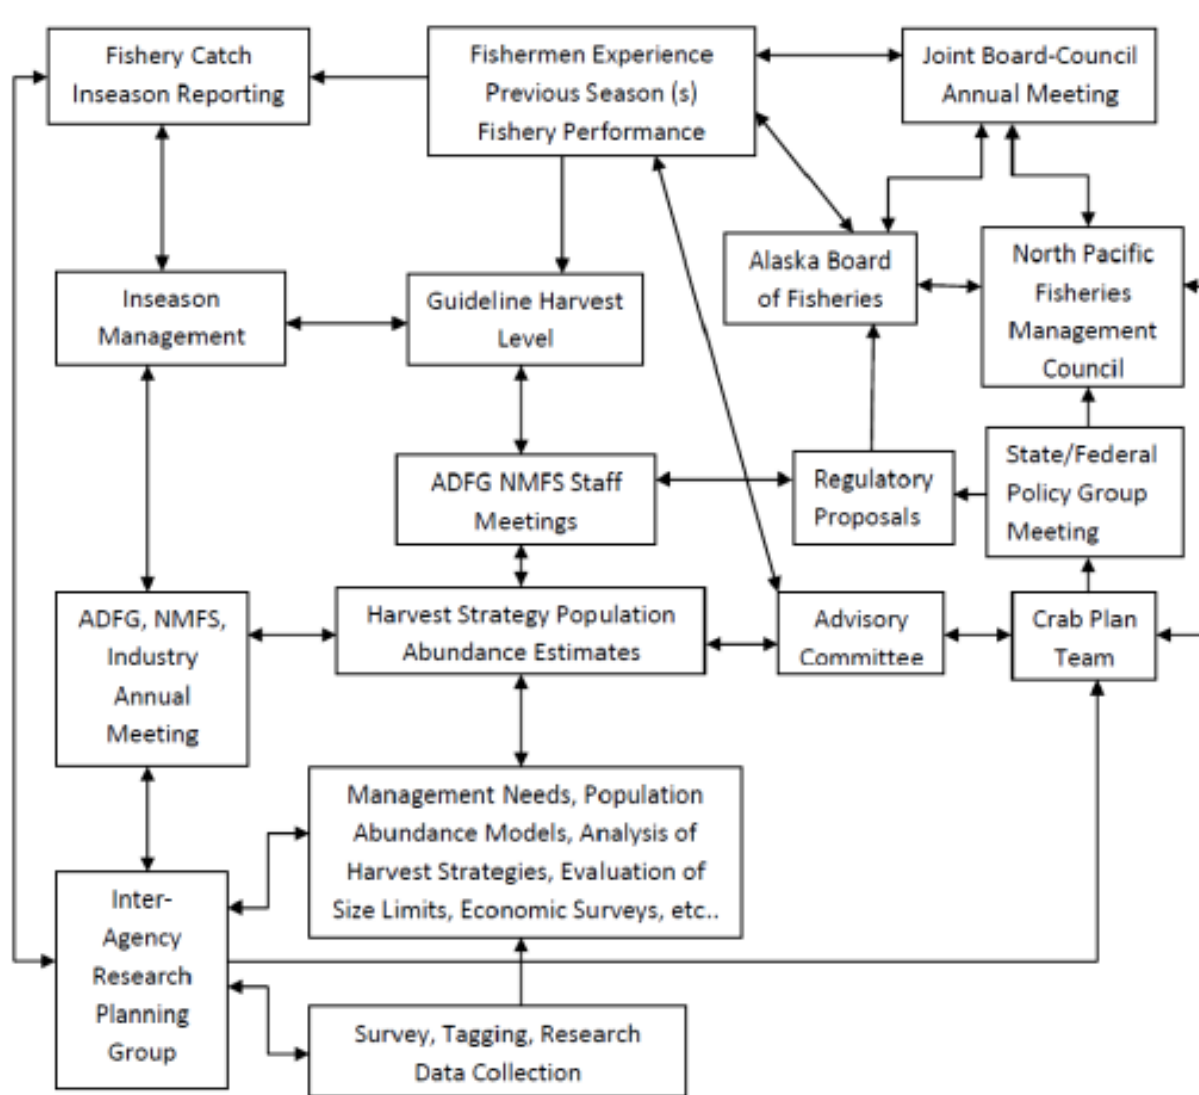 Fishery Catch
Inseason Reporting
Fishermen Experience
Previous Season (s)
Fishery Performance
Joint Board-Council
Annual Meeting
Alaska Board
of Fisheries
North Pacific
Fisheries
Management
Council
Inseason
Management
Guideline Harvest
Level
ADFG NMFS Staff
Meetings
Regulatory
Proposals
State/Federal
Policy Group
Meeting
ADFG, NMFS,
Industry
Annual
Meeting
Harvest Strategy Population
Abundance Estimates
Advisory
Committee
Crab Plan
Team
Management Needs, Population
Abundance Models, Analysis of
Harvest Strategies, Evaluation of
Size Limits, Economic Surveys, etc..
Inter-
Agency
Research
Planning
Group
Survey, Tagging, Research
Data Collection